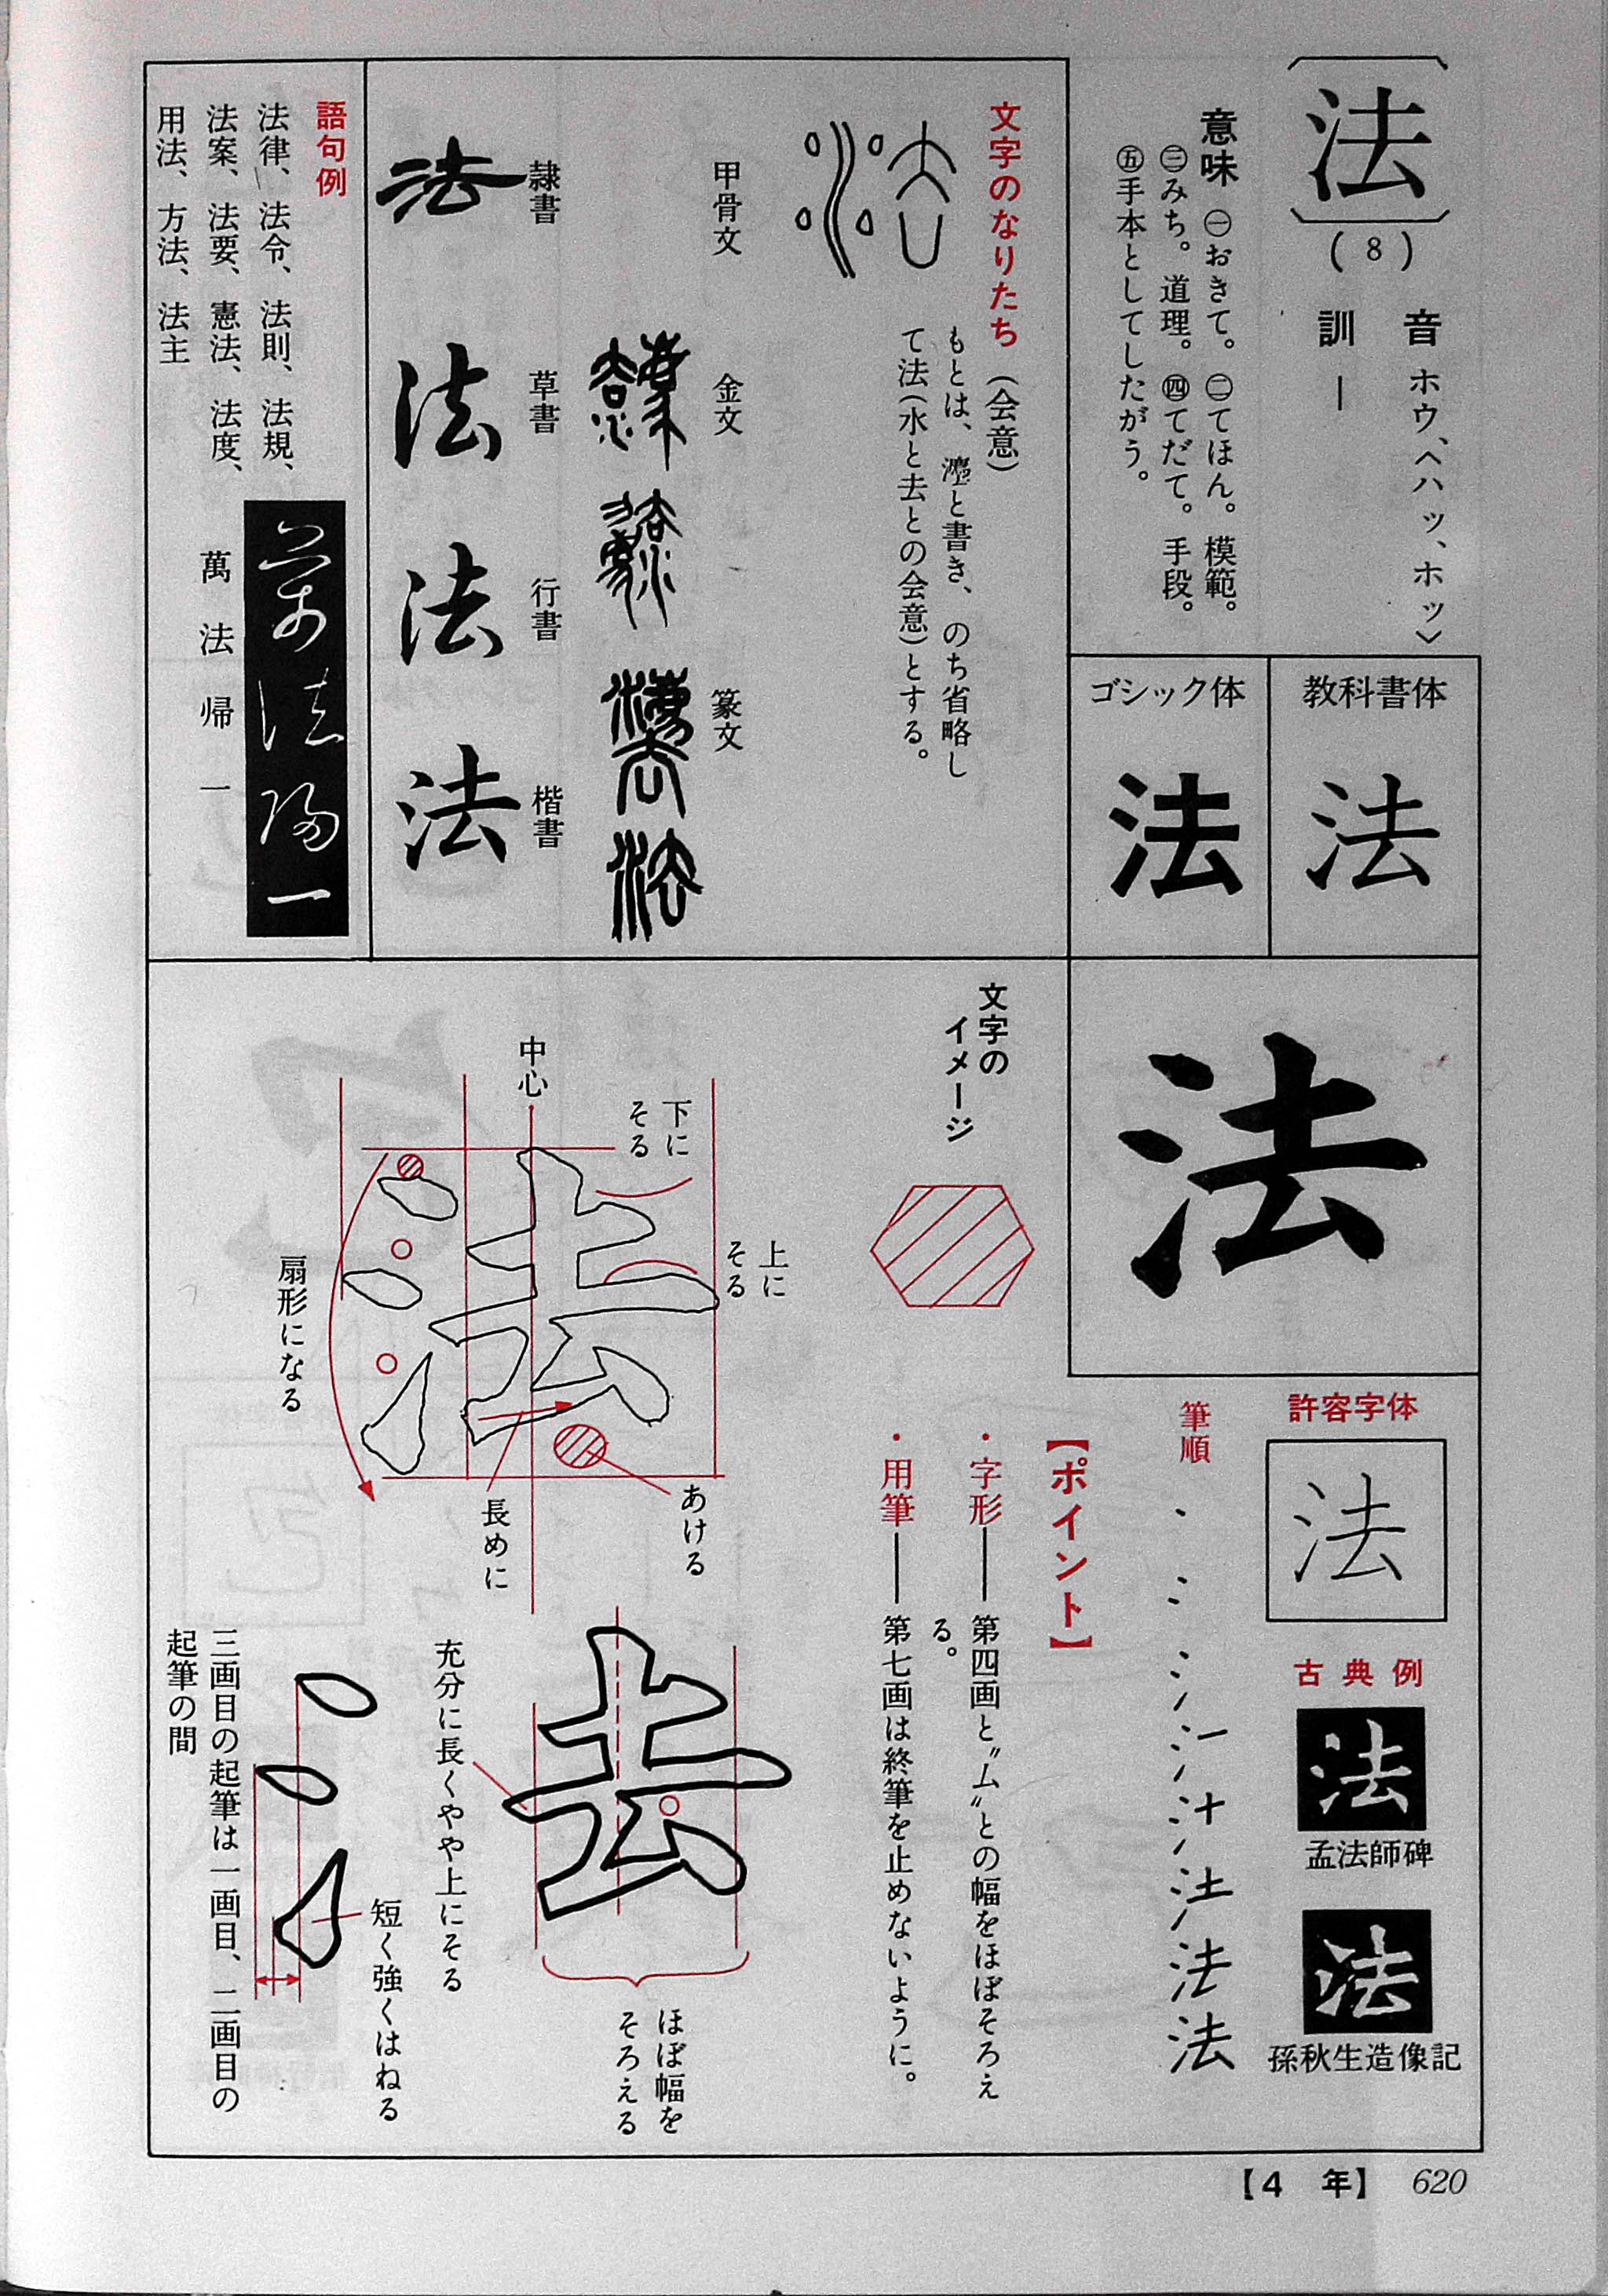 法
(8)
音 ホウ、〈ハッ、ホッ〉
訓 ―
意味 ㊀おきて。㊁てほん。模範。
㊂みち。道理。㊃てだて。手段。
㊄手本としてしたがう。
教科書体
法
ゴシック体
法
文字のなりたち (会意)
もとは、灋と書き、のち省略し
て法(水と去との会意)とする。
甲骨文
金文
篆文
隷書
法
草書
法
行書
法
楷書
法
語句例
法律、法令、法則、法規、
法案、法要、憲法、法度、
用法、方法、法主
萬法帰一
萬法帰一
法
許容字体
法
古典例
法
孟法師碑
法
孫秋生造像記
筆順
法
【ポイント】
・字形――第四画と〝ム〟との幅をほぼそろえ
る。
・用筆――第七画は終筆を止めないように。
文字の
イメージ
中心
下に
そる
上に
そる
扇形になる
長めに
あける
充分に長くやや上にそる
ほぼ幅を
そろえる
短く強くはねる
三画目の起筆は一画目、二画目の
起筆の間
【4 年】 620